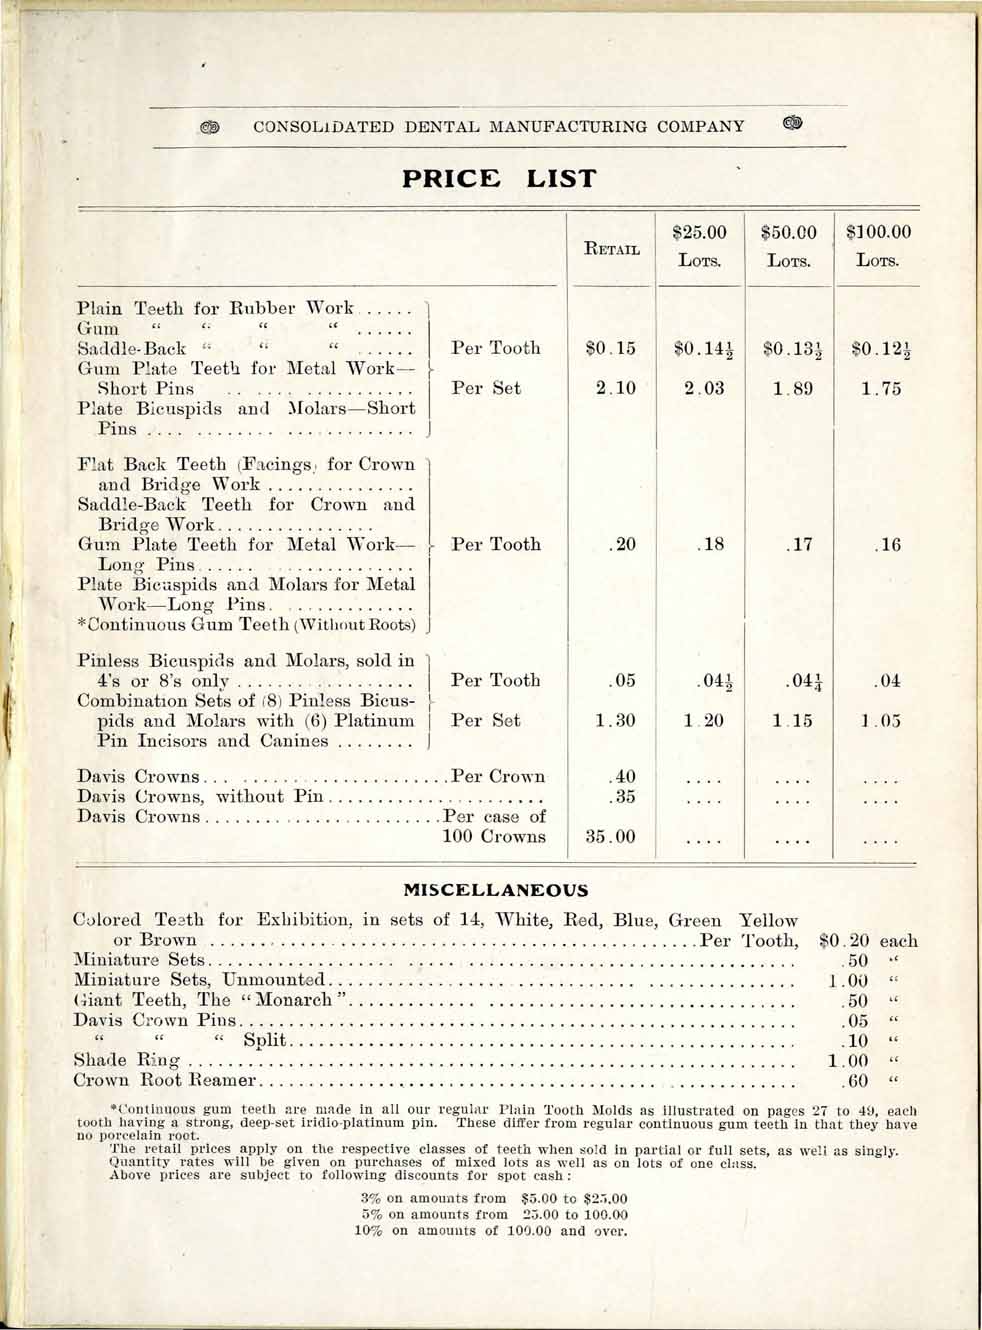 CONSOLIDATED DENTAL MANUFACTURING COMPANY
PRICE LIST
RETAIL $25.00 LOTS. $50.00 LOTS. $100.00 LOTS.
Plain Teeth for Rubber Work . . . . . .
Gum “ “ “ “ . . . . . .
Saddle-Back “ “ “ . . . . . . Per Tooth $0.15 $0.14½ $0.13½ $0.12½
Gum Plate Teeth for Metal Work—
Short Pins . . . . . . . . . . . . . Per Set 2.10 2.03 1.89 1.75
Plate Bicuspids and Molars—Short
Pins . . . . . . . . . . . . . . . . . . . . . . . . .
Flat Back Teeth (Facings) for Crown
and Bridge Work . . . . . . . . . . . . . . .
Saddle-Back Teeth for Crown and
Bridge Work . . . . . . . . . . . . . . . .
Gum Plate Teeth for Metal Work— Per Tooth .20 .18 .17 .16
Long Pins . . . . . . . . . . . . . . . . . . . .
Plate Bicuspids and Molars for Metal
Work—Long Pins . . . . . . . . . . . . . .
*Continuous Gum Teeth (Without Roots)
Pinless Bicuspids and Molars, sold in
4's or 8's only . . . . . . . . . . . . . . . . . . Per Tooth .05 .04½ .04¼ .04
Combination Sets of (8) Pinless Bicus-
pids and Molars with (6) Platinum Per Set 1.30 1.20 1.15 1.05
Pin Incisors and Canines . . . . . . . .
Davis Crowns . . . . . . . . . . . . . . . . . . . . . . . . Per Crown .40 . . . . . . . . . . . .
Davis Crowns, without Pin . . . . . . . . . . . . . . . . . . . . . . .35 . . . . . . . . . . . .
Davis Crowns . . . . . . . . . . . . . . . . . . . . . . . . Per case of
100 Crowns 35.00 . . . . . . . . . . . .
MISCELLANEOUS
Colored Teeth for Exhibition, in sets of 14, White, Red, Blue, Green Yellow
or Brown . . . . . . . . . . . . . . . . . . . . . . . . . . . . . . Per Tooth, $0.20 each
Miniature Sets . . . . . . . . . . . . . . . . . . . . . . . . . . . . . . .50 “
Miniature Sets, Unmounted . . . . . . . . . . . . . . . . . . . . . . . . 1.00 “
Giant Teeth, The “Monarch” . . . . . . . . . . . . . . . . . . . . . . . . .50 “
Davis Crown Pins . . . . . . . . . . . . . . . . . . . . . . . . . . . . . .05 “
“ “ “ Split . . . . . . . . . . . . . . . . . . . . . . . . . . . . . .10 “
Shade Ring . . . . . . . . . . . . . . . . . . . . . . . . . . . . . . 1.00 “
Crown Root Reamer . . . . . . . . . . . . . . . . . . . . . . . . . . . . . .60 “
*Continuous gum teeth are made in all our regular Plain Tooth Molds as illustrated on pages 27 to 49, each
tooth having a strong, deep-set iridio-platinum pin. These differ from regular continuous gum teeth in that they have
no porcelain root.
The retail prices apply on the respective classes of teeth when sold in partial or full sets, as well as singly.
Quantity rates will be given on purchases of mixed lots as well as on lots of one class.
Above prices are subject to following discounts for spot cash :
3% on amounts from $5.00 to $25.00
5% on amounts from 25.00 to 100.00
10% on amounts of 100.00 and over.